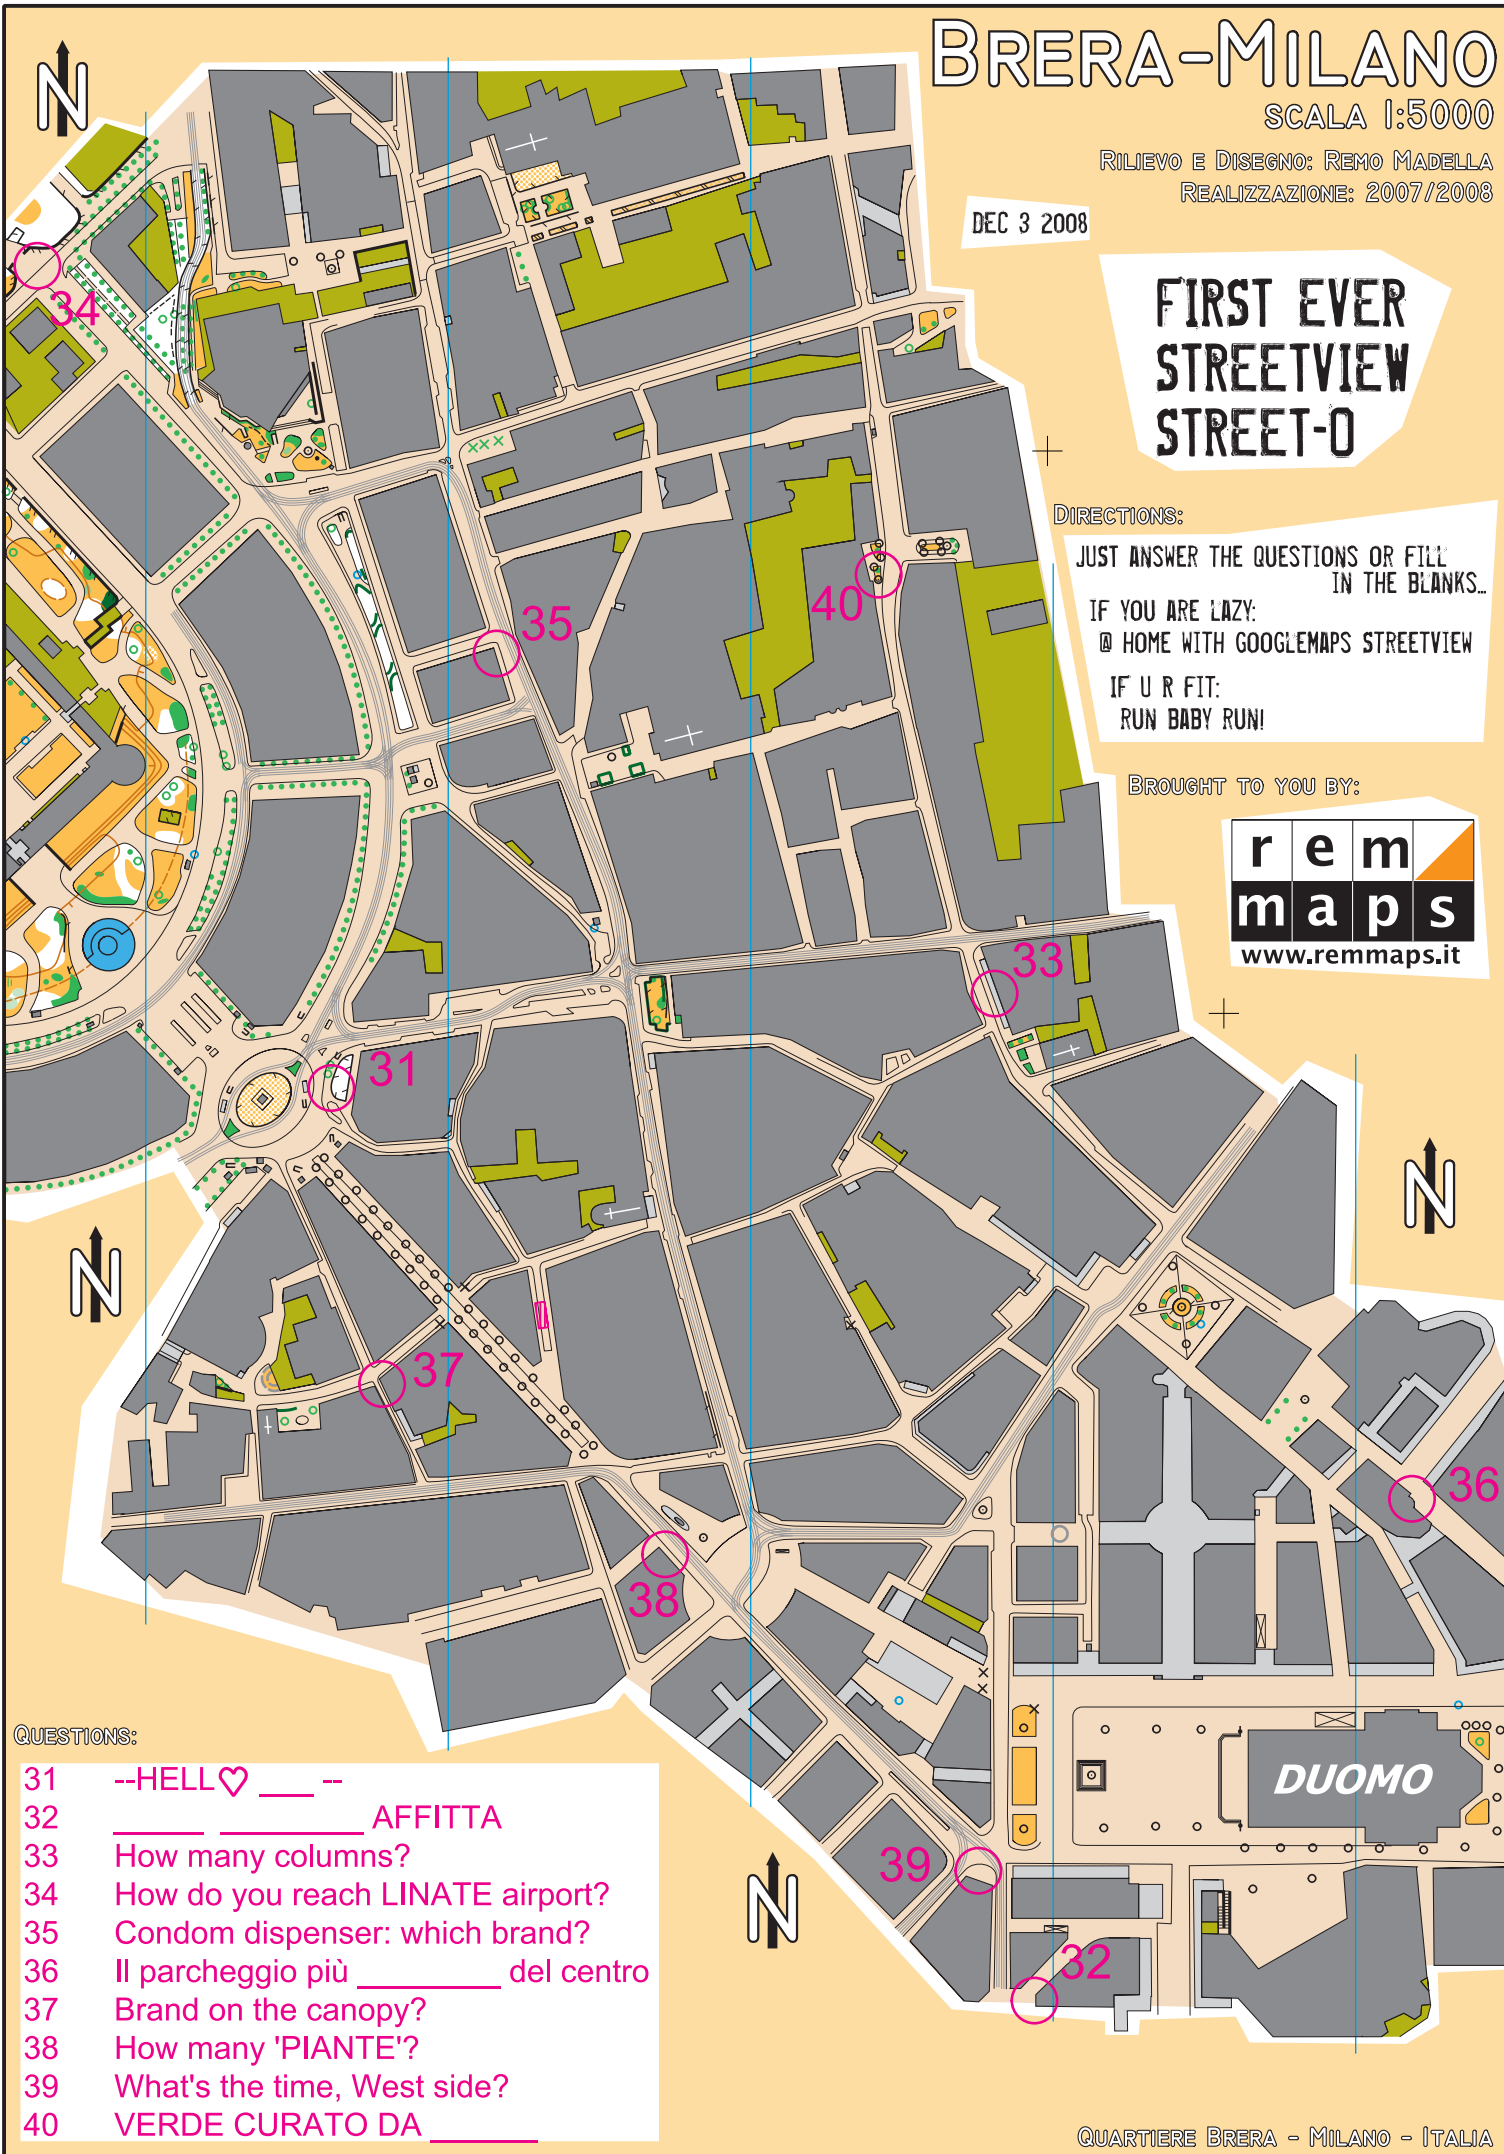 BRERA-MILANO
SCALA 1:5000
RILIEVO E DISEGNO: REMO MADELLA
REALIZZAZIONE: 2007/2008
DEC 3 2008
FIRST EVER
STREETVIEW
STREET-O
DIRECTIONS:
JUST ANSWER THE QUESTIONS OR FILL
IN THE BLANKS...
IF YOU ARE LAZY:
@ HOME WITH GOOGLEMAPS STREETVIEW
IF U R FIT:
RUN BABY RUN!
BROUGHT TO YOU BY:
rem
maps
www.remmaps.it
N
34
35
40
33
31
N
N
37
36
38
DUOMO
39
N
32
QUESTIONS:
31 --HELL♡ ___ --
32 _____ ________ AFFITTA
33 How many columns?
34 How do you reach LINATE airport?
35 Condom dispenser: which brand?
36 Il parcheggio più ________ del centro
37 Brand on the canopy?
38 How many 'PIANTE'?
39 What's the time, West side?
40 VERDE CURATO DA ______
QUARTIERE BRERA - MILANO - ITALIA